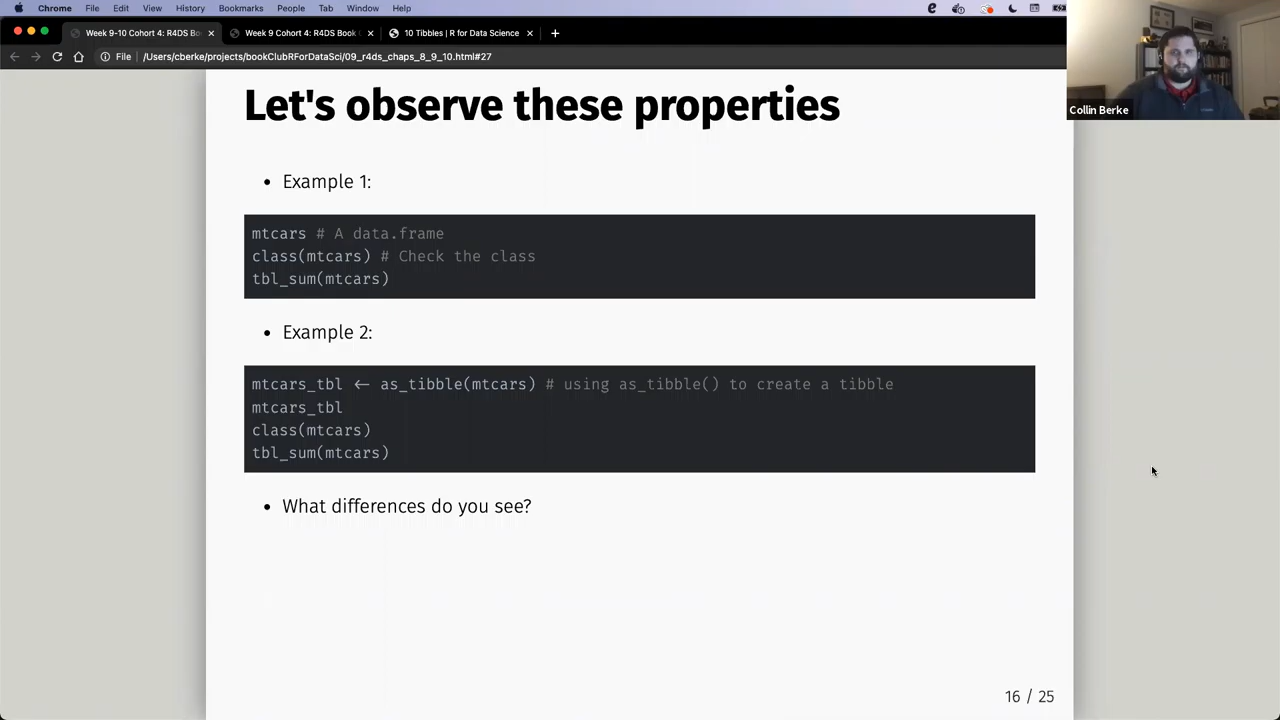 Chrome File Edit View History Bookmarks People Tab Window Help
Week 9-10 Cohort 4: R4DS Bo × Week 9 Cohort 4: R4DS Book × 10 Tibbles | R for Data Science × +
File /Users/cberke/projects/bookClubRForDataSci/09_r4ds_chaps_8_9_10.html#27
Collin Berke
Let's observe these properties
• Example 1:
mtcars # A data.frame
class(mtcars) # Check the class
tbl_sum(mtcars)
• Example 2:
mtcars_tbl ← as_tibble(mtcars) # using as_tibble() to create a tibble
mtcars_tbl
class(mtcars)
tbl_sum(mtcars)
• What differences do you see?
16 / 25